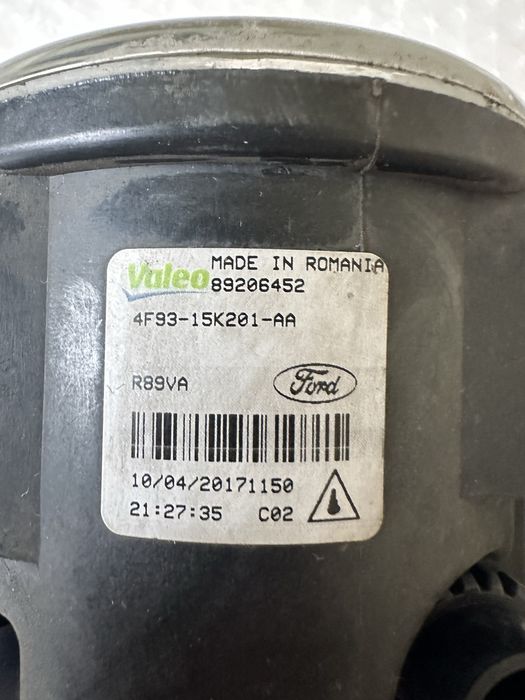 Valeo MADE IN ROMANIA
89206452
4F93-15K201-AA
R89VA Ford
10/04/20171150
21:27:35 C02